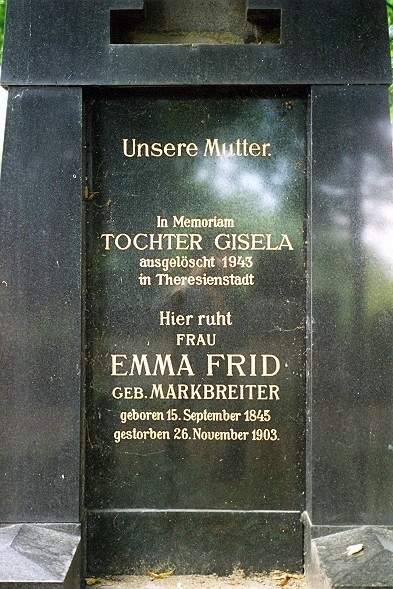 Unsere Mutter.
In Memoriam
TOCHTER GISELA
ausgelöscht 1943
in Theresienstadt
Hier ruht
FRAU
EMMA FRID
GEB. MARKBREITER
geboren 15. September 1845
gestorben 26. November 1903.